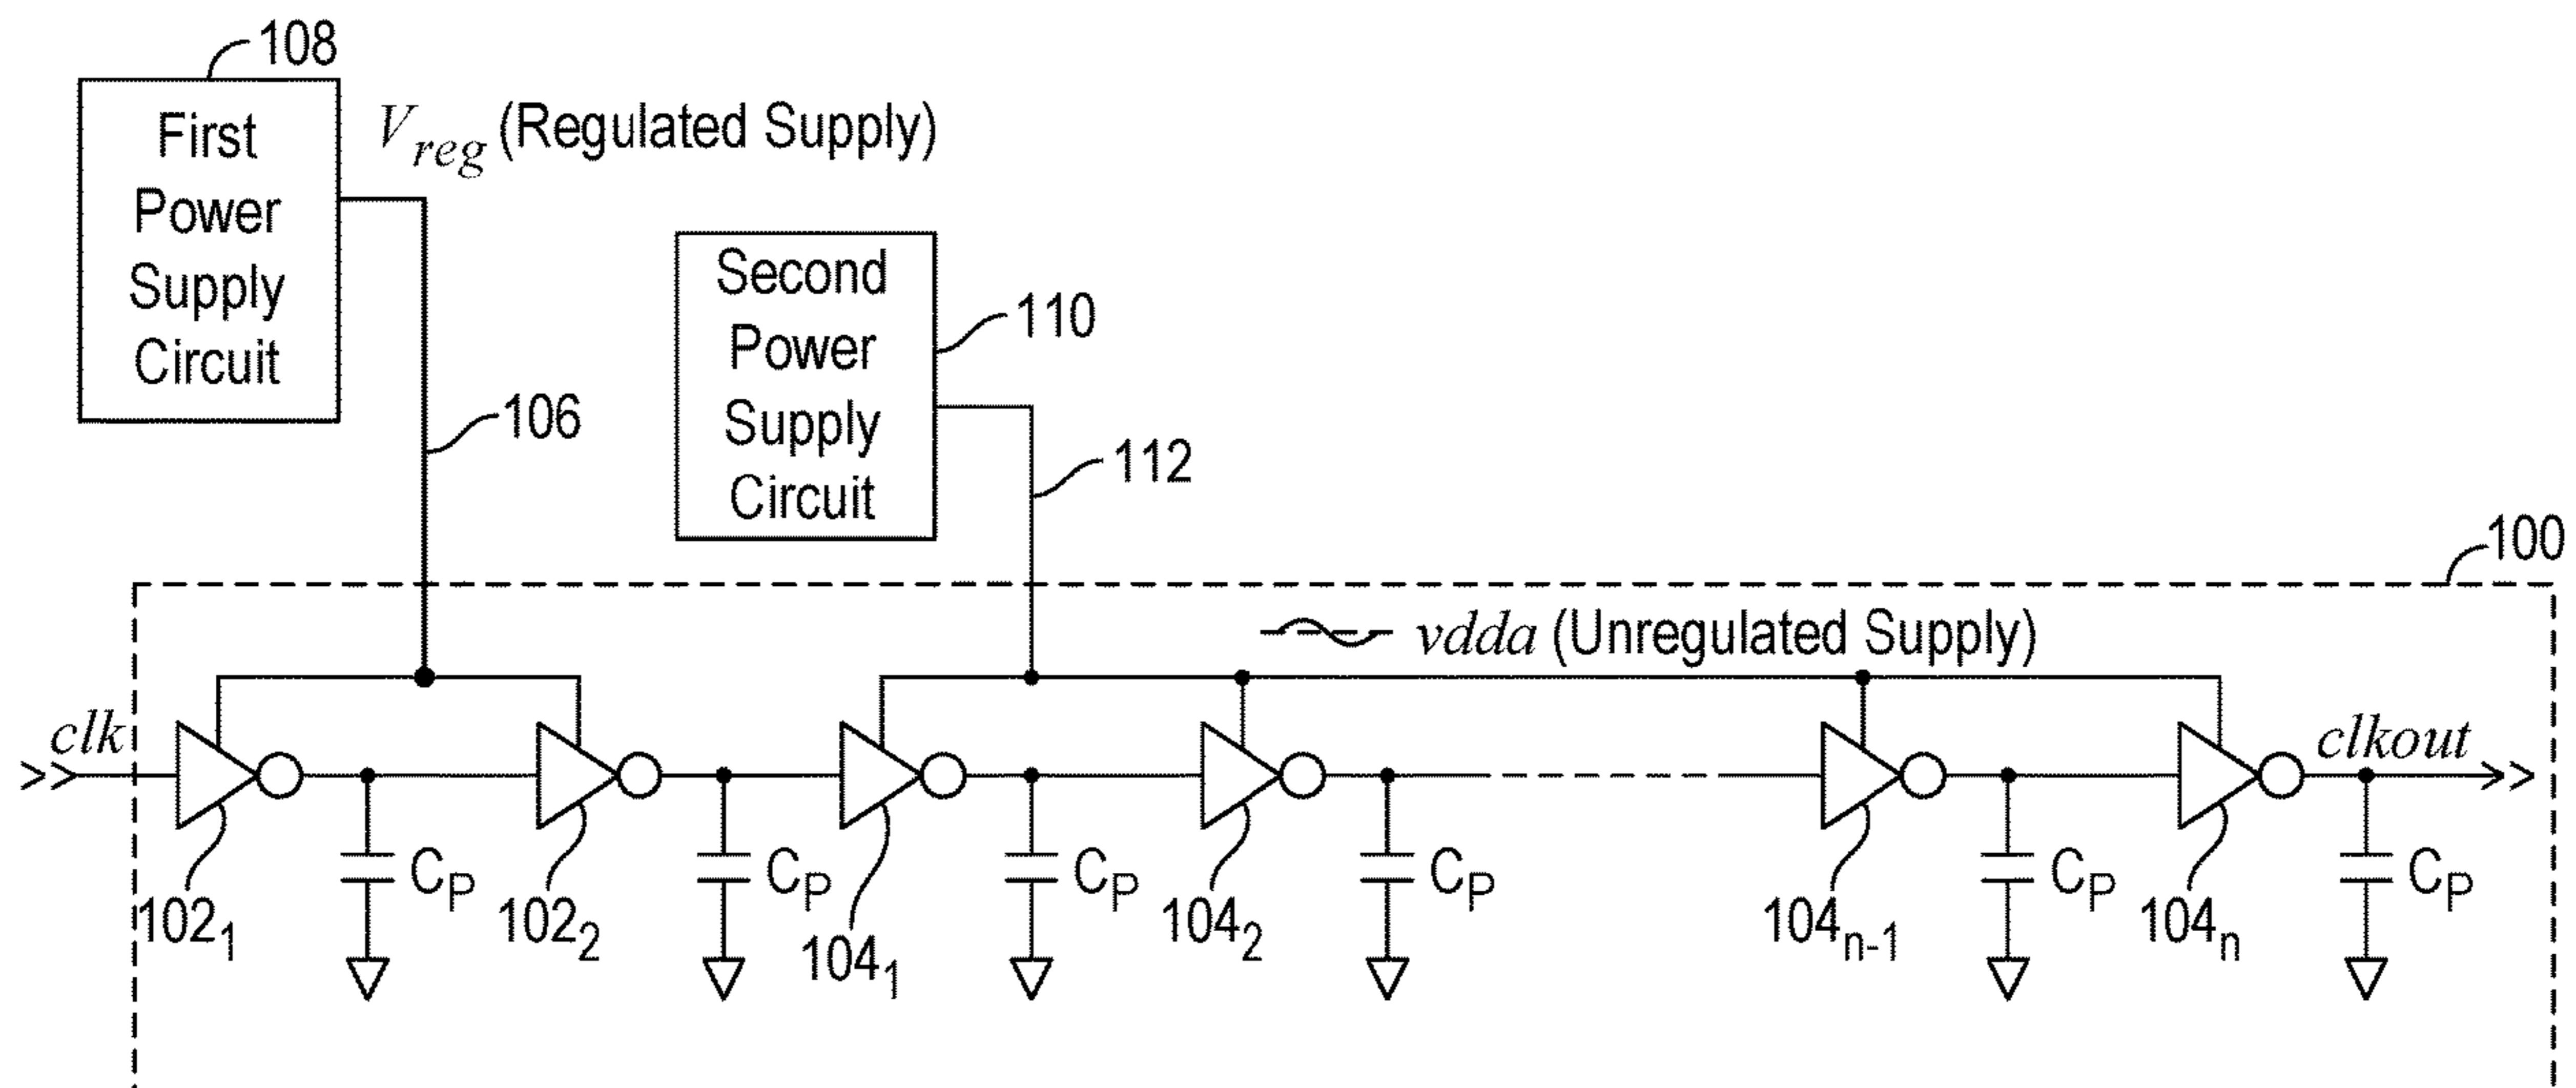 108
First
Power
Supply
Circuit
V_reg (Regulated Supply)
106
Second
Power
Supply
Circuit
110
112
100
vdda (Unregulated Supply)
clk
clkout
C_P
C_P
C_P
C_P
C_P
C_P
102_1
102_2
104_1
104_2
104_n-1
104_n